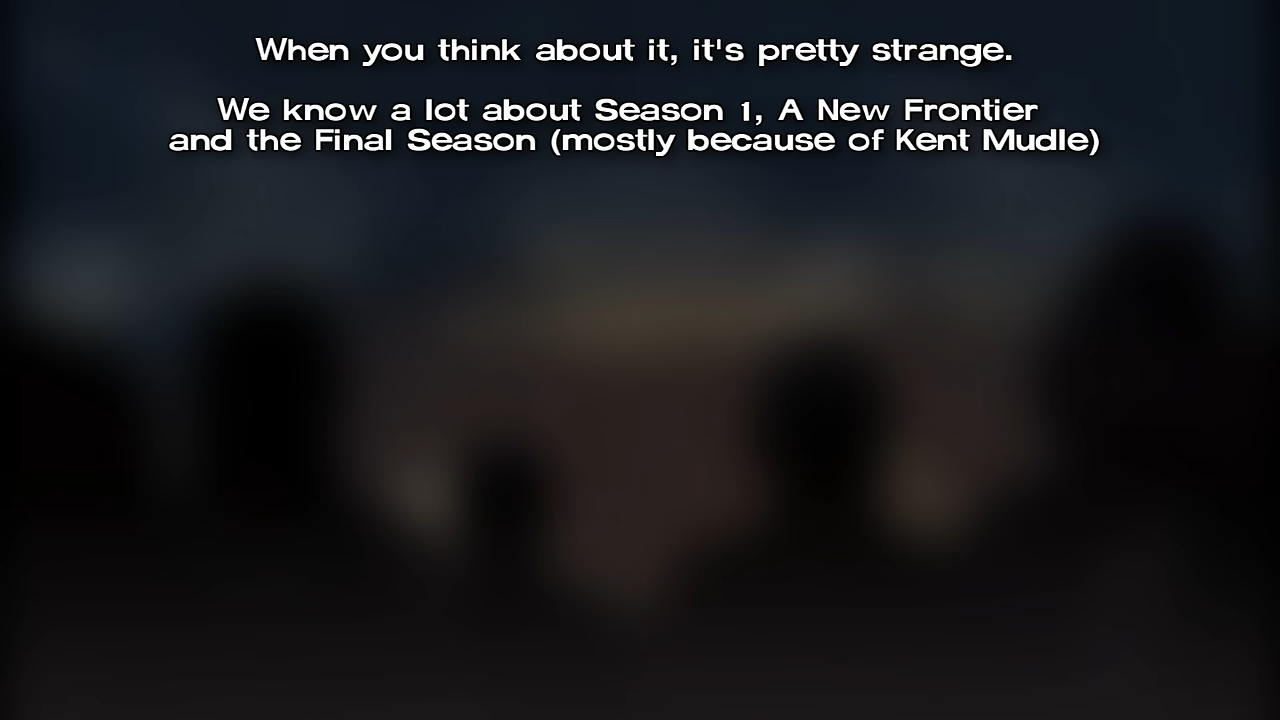 When you think about it, it's pretty strange.
We know a lot about Season 1, A New Frontier
and the Final Season (mostly because of Kent Mudle)